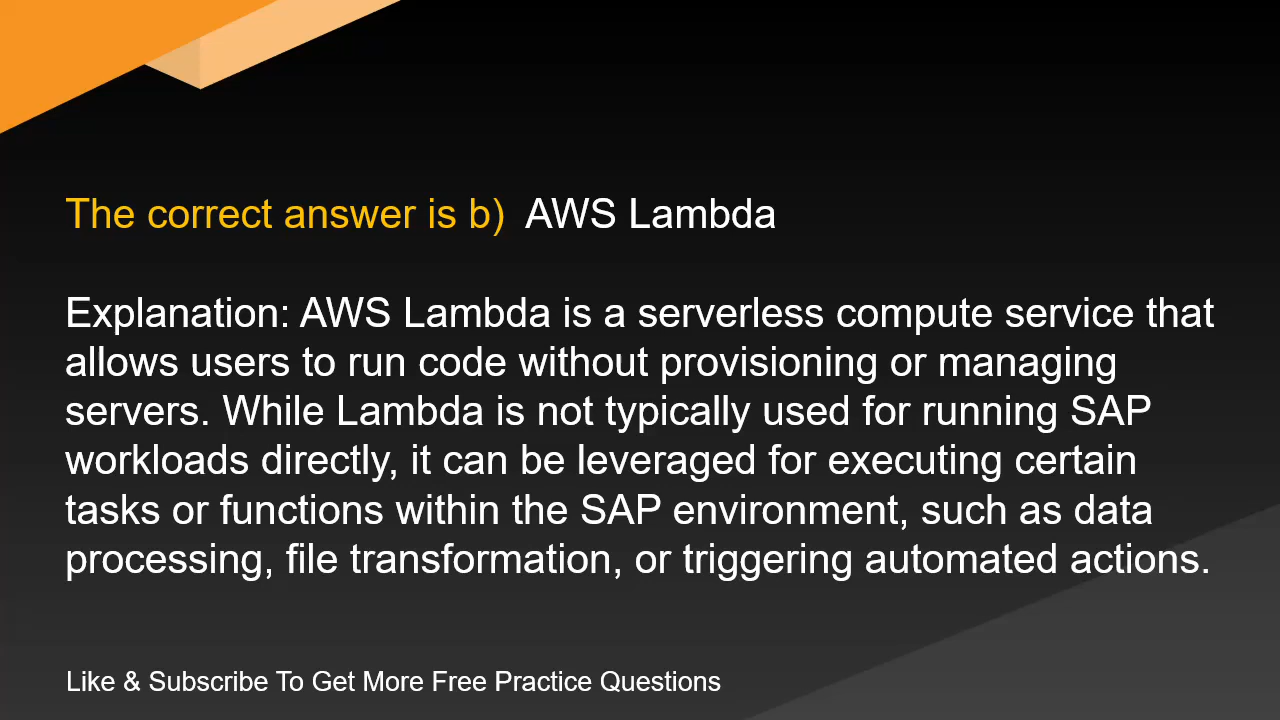 The correct answer is b) AWS Lambda
Explanation: AWS Lambda is a serverless compute service that
allows users to run code without provisioning or managing
servers. While Lambda is not typically used for running SAP
workloads directly, it can be leveraged for executing certain
tasks or functions within the SAP environment, such as data
processing, file transformation, or triggering automated actions.
Like & Subscribe To Get More Free Practice Questions